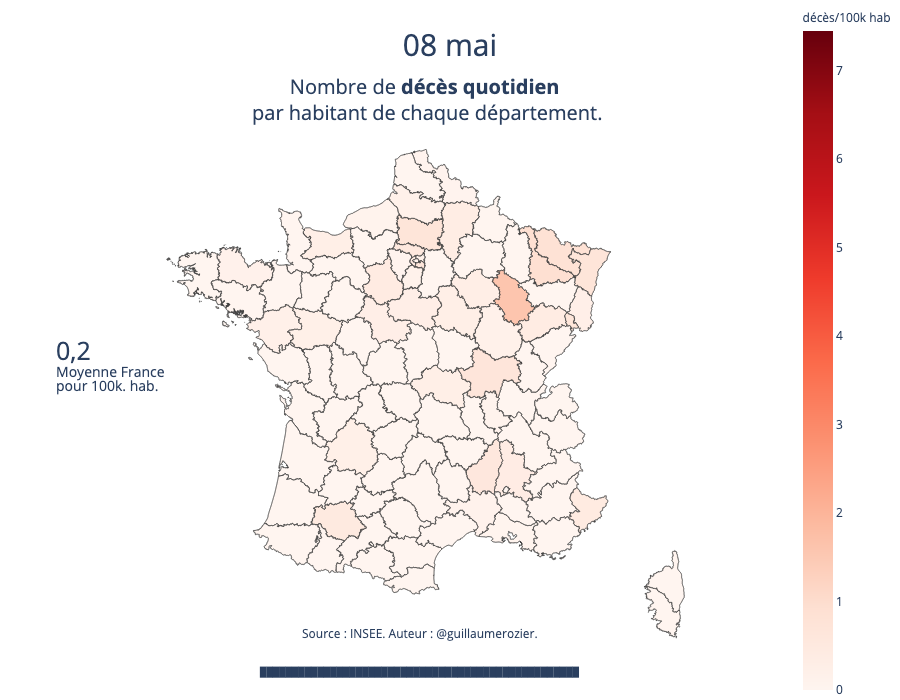 décès/100k hab
08 mai
Nombre de décès quotidien
par habitant de chaque département.
7
6
5
4
3
2
1
0
0,2
Moyenne France
pour 100k. hab.
Source : INSEE. Auteur : @guillaumerozier.